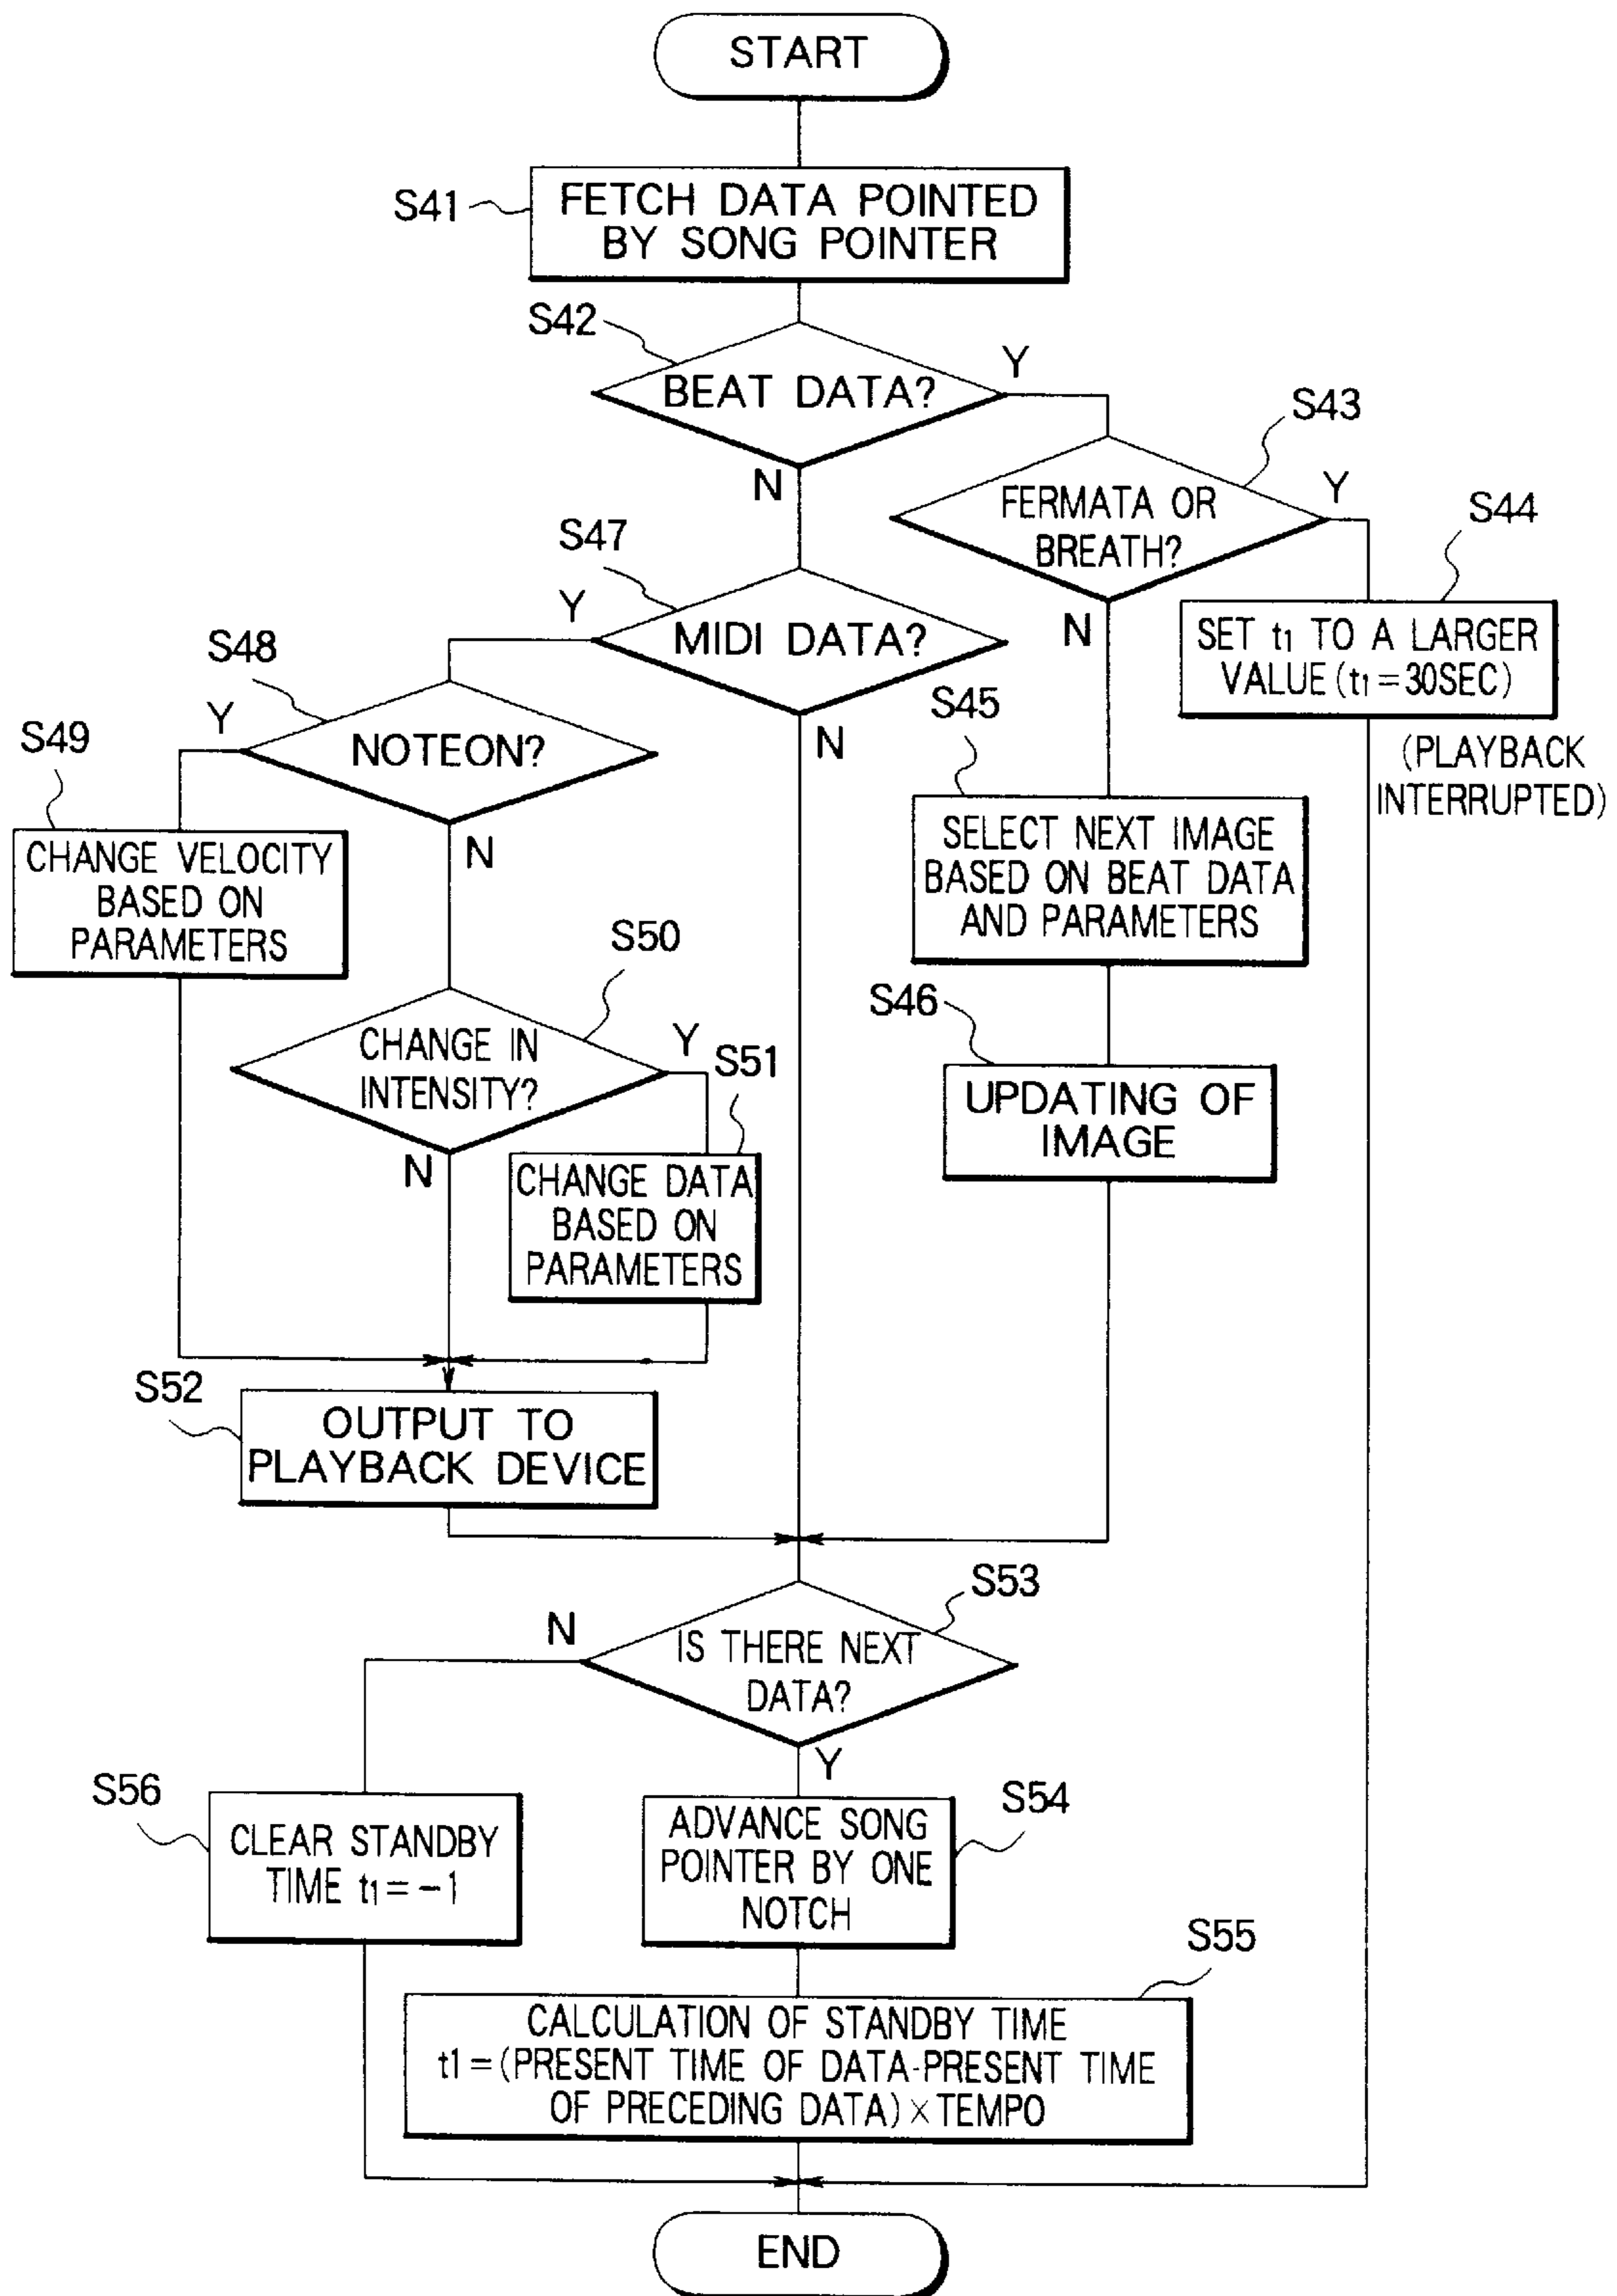 START
S41
FETCH DATA POINTED
BY SONG POINTER
S42
BEAT DATA?
Y
N
S43
FERMATA OR
BREATH?
Y
N
S44
SET t1 TO A LARGER
VALUE (t1=30SEC)
(PLAYBACK
INTERRUPTED)
S47
MIDI DATA?
Y
N
S48
NOTEON?
Y
N
S49
CHANGE VELOCITY
BASED ON
PARAMETERS
S45
SELECT NEXT IMAGE
BASED ON BEAT DATA
AND PARAMETERS
S46
UPDATING OF
IMAGE
S50
CHANGE IN
INTENSITY?
Y
N
S51
CHANGE DATA
BASED ON
PARAMETERS
S52
OUTPUT TO
PLAYBACK DEVICE
S53
IS THERE NEXT
DATA?
N
Y
S56
CLEAR STANDBY
TIME t1=-1
S54
ADVANCE SONG
POINTER BY ONE
NOTCH
S55
CALCULATION OF STANDBY TIME
t1=(PRESENT TIME OF DATA-PRESENT TIME
OF PRECEDING DATA)×TEMPO
END